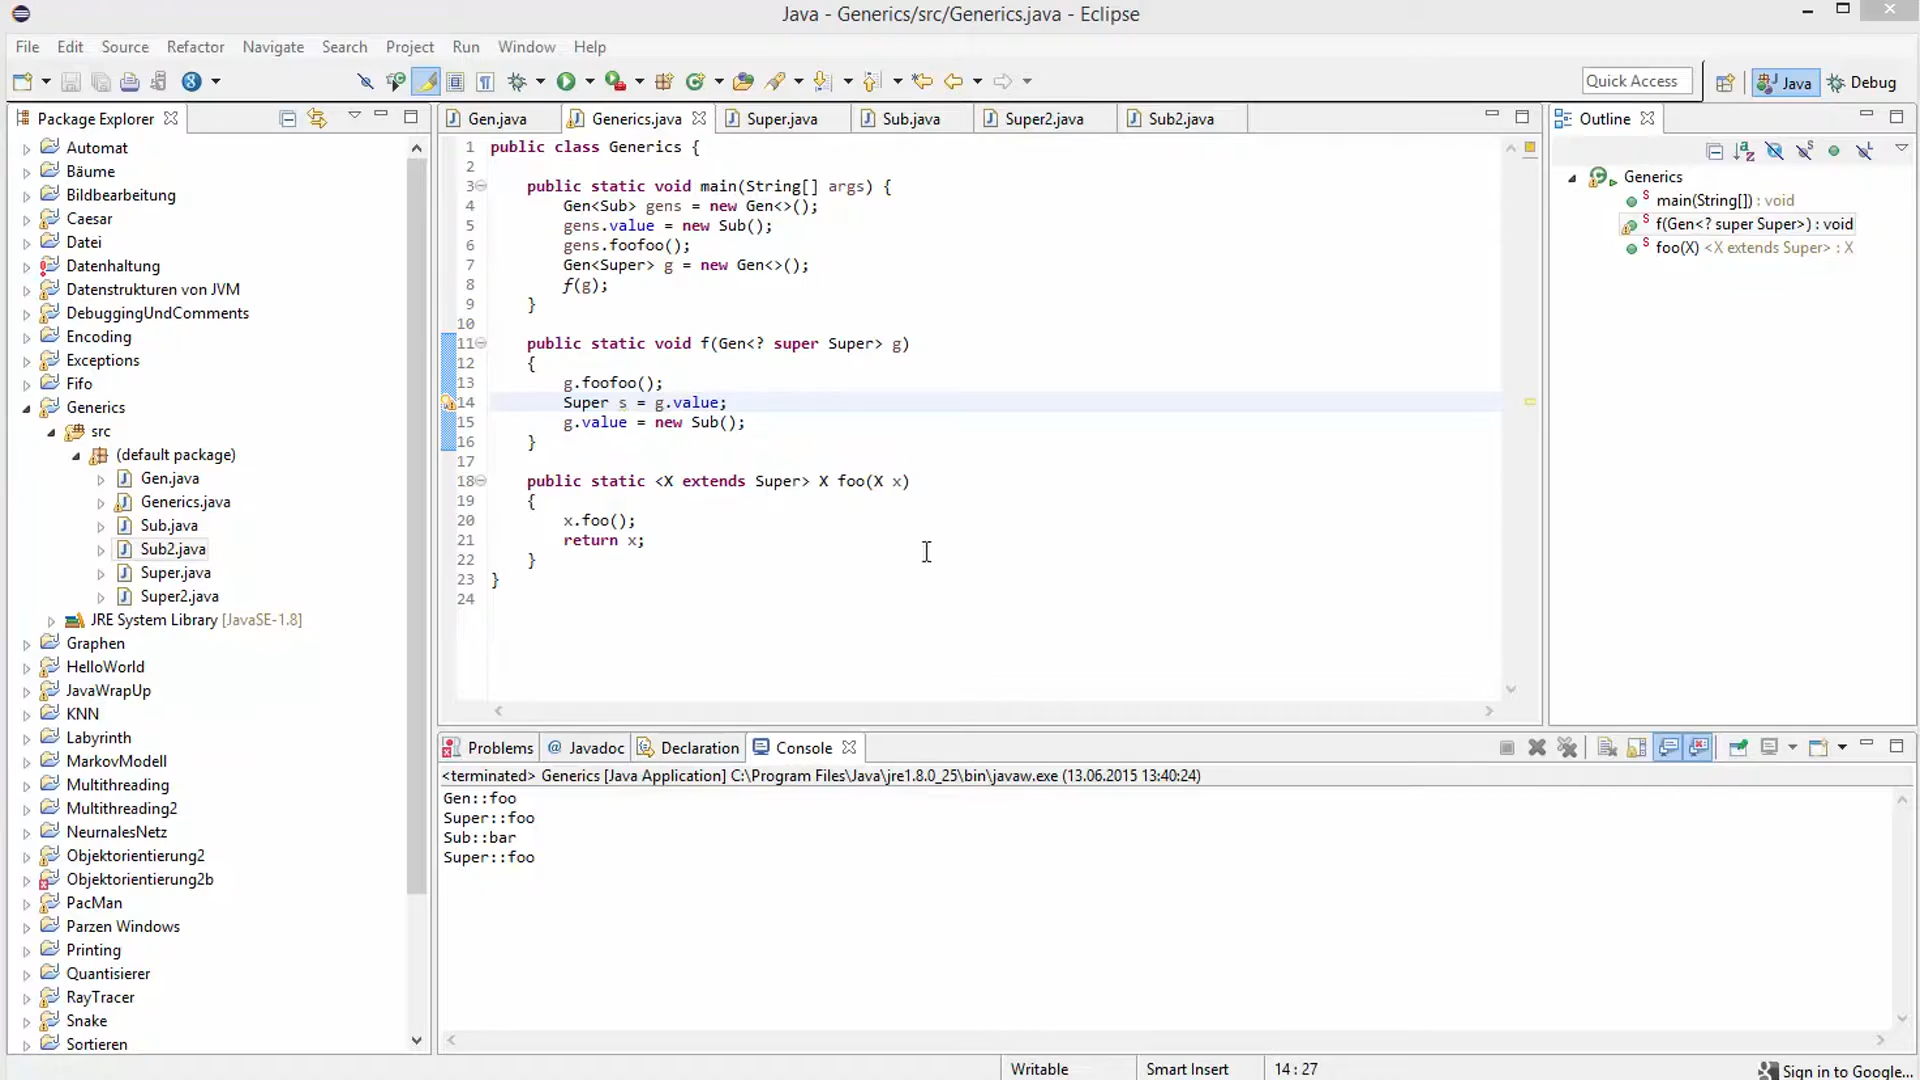 Java - Generics/src/Generics.java - Eclipse
File Edit Source Refactor Navigate Search Project Run Window Help
Quick Access
Java
Debug
Package Explorer
Automat
Bäume
Bildbearbeitung
Caesar
Datei
Datenhaltung
Datenstrukturen von JVM
DebuggingUndComments
Encoding
Exceptions
Fifo
Generics
src
(default package)
Gen.java
Generics.java
Sub.java
Sub2.java
Super.java
Super2.java
JRE System Library [JavaSE-1.8]
Graphen
HelloWorld
JavaWrapUp
KNN
Labyrinth
MarkovModell
Multithreading
Multithreading2
NeurnalesNetz
Objektorientierung2
Objektorientierung2b
PacMan
Parzen Windows
Printing
Quantisierer
RayTracer
Snake
Sortieren
Gen.java Generics.java Super.java Sub.java Super2.java Sub2.java
1 public class Generics {
2
3 public static void main(String[] args) {
4 Gen<Sub> gens = new Gen<>();
5 gens.value = new Sub();
6 gens.foofoo();
7 Gen<Super> g = new Gen<>();
8 f(g);
9 }
10
11 public static void f(Gen<? super Super> g)
12 {
13 g.foofoo();
14 Super s = g.value;
15 g.value = new Sub();
16 }
17
18 public static <X extends Super> X foo(X x)
19 {
20 x.foo();
21 return x;
22 }
23 }
24
Outline
Generics
main(String[]) : void
f(Gen<? super Super>) : void
foo(X) <X extends Super> : X
Problems @ Javadoc Declaration Console
<terminated> Generics [Java Application] C:\Program Files\Java\jre1.8.0_25\bin\javaw.exe (13.06.2015 13:40:24)
Gen::foo
Super::foo
Sub::bar
Super::foo
Writable Smart Insert 14 : 27 Sign in to Google...